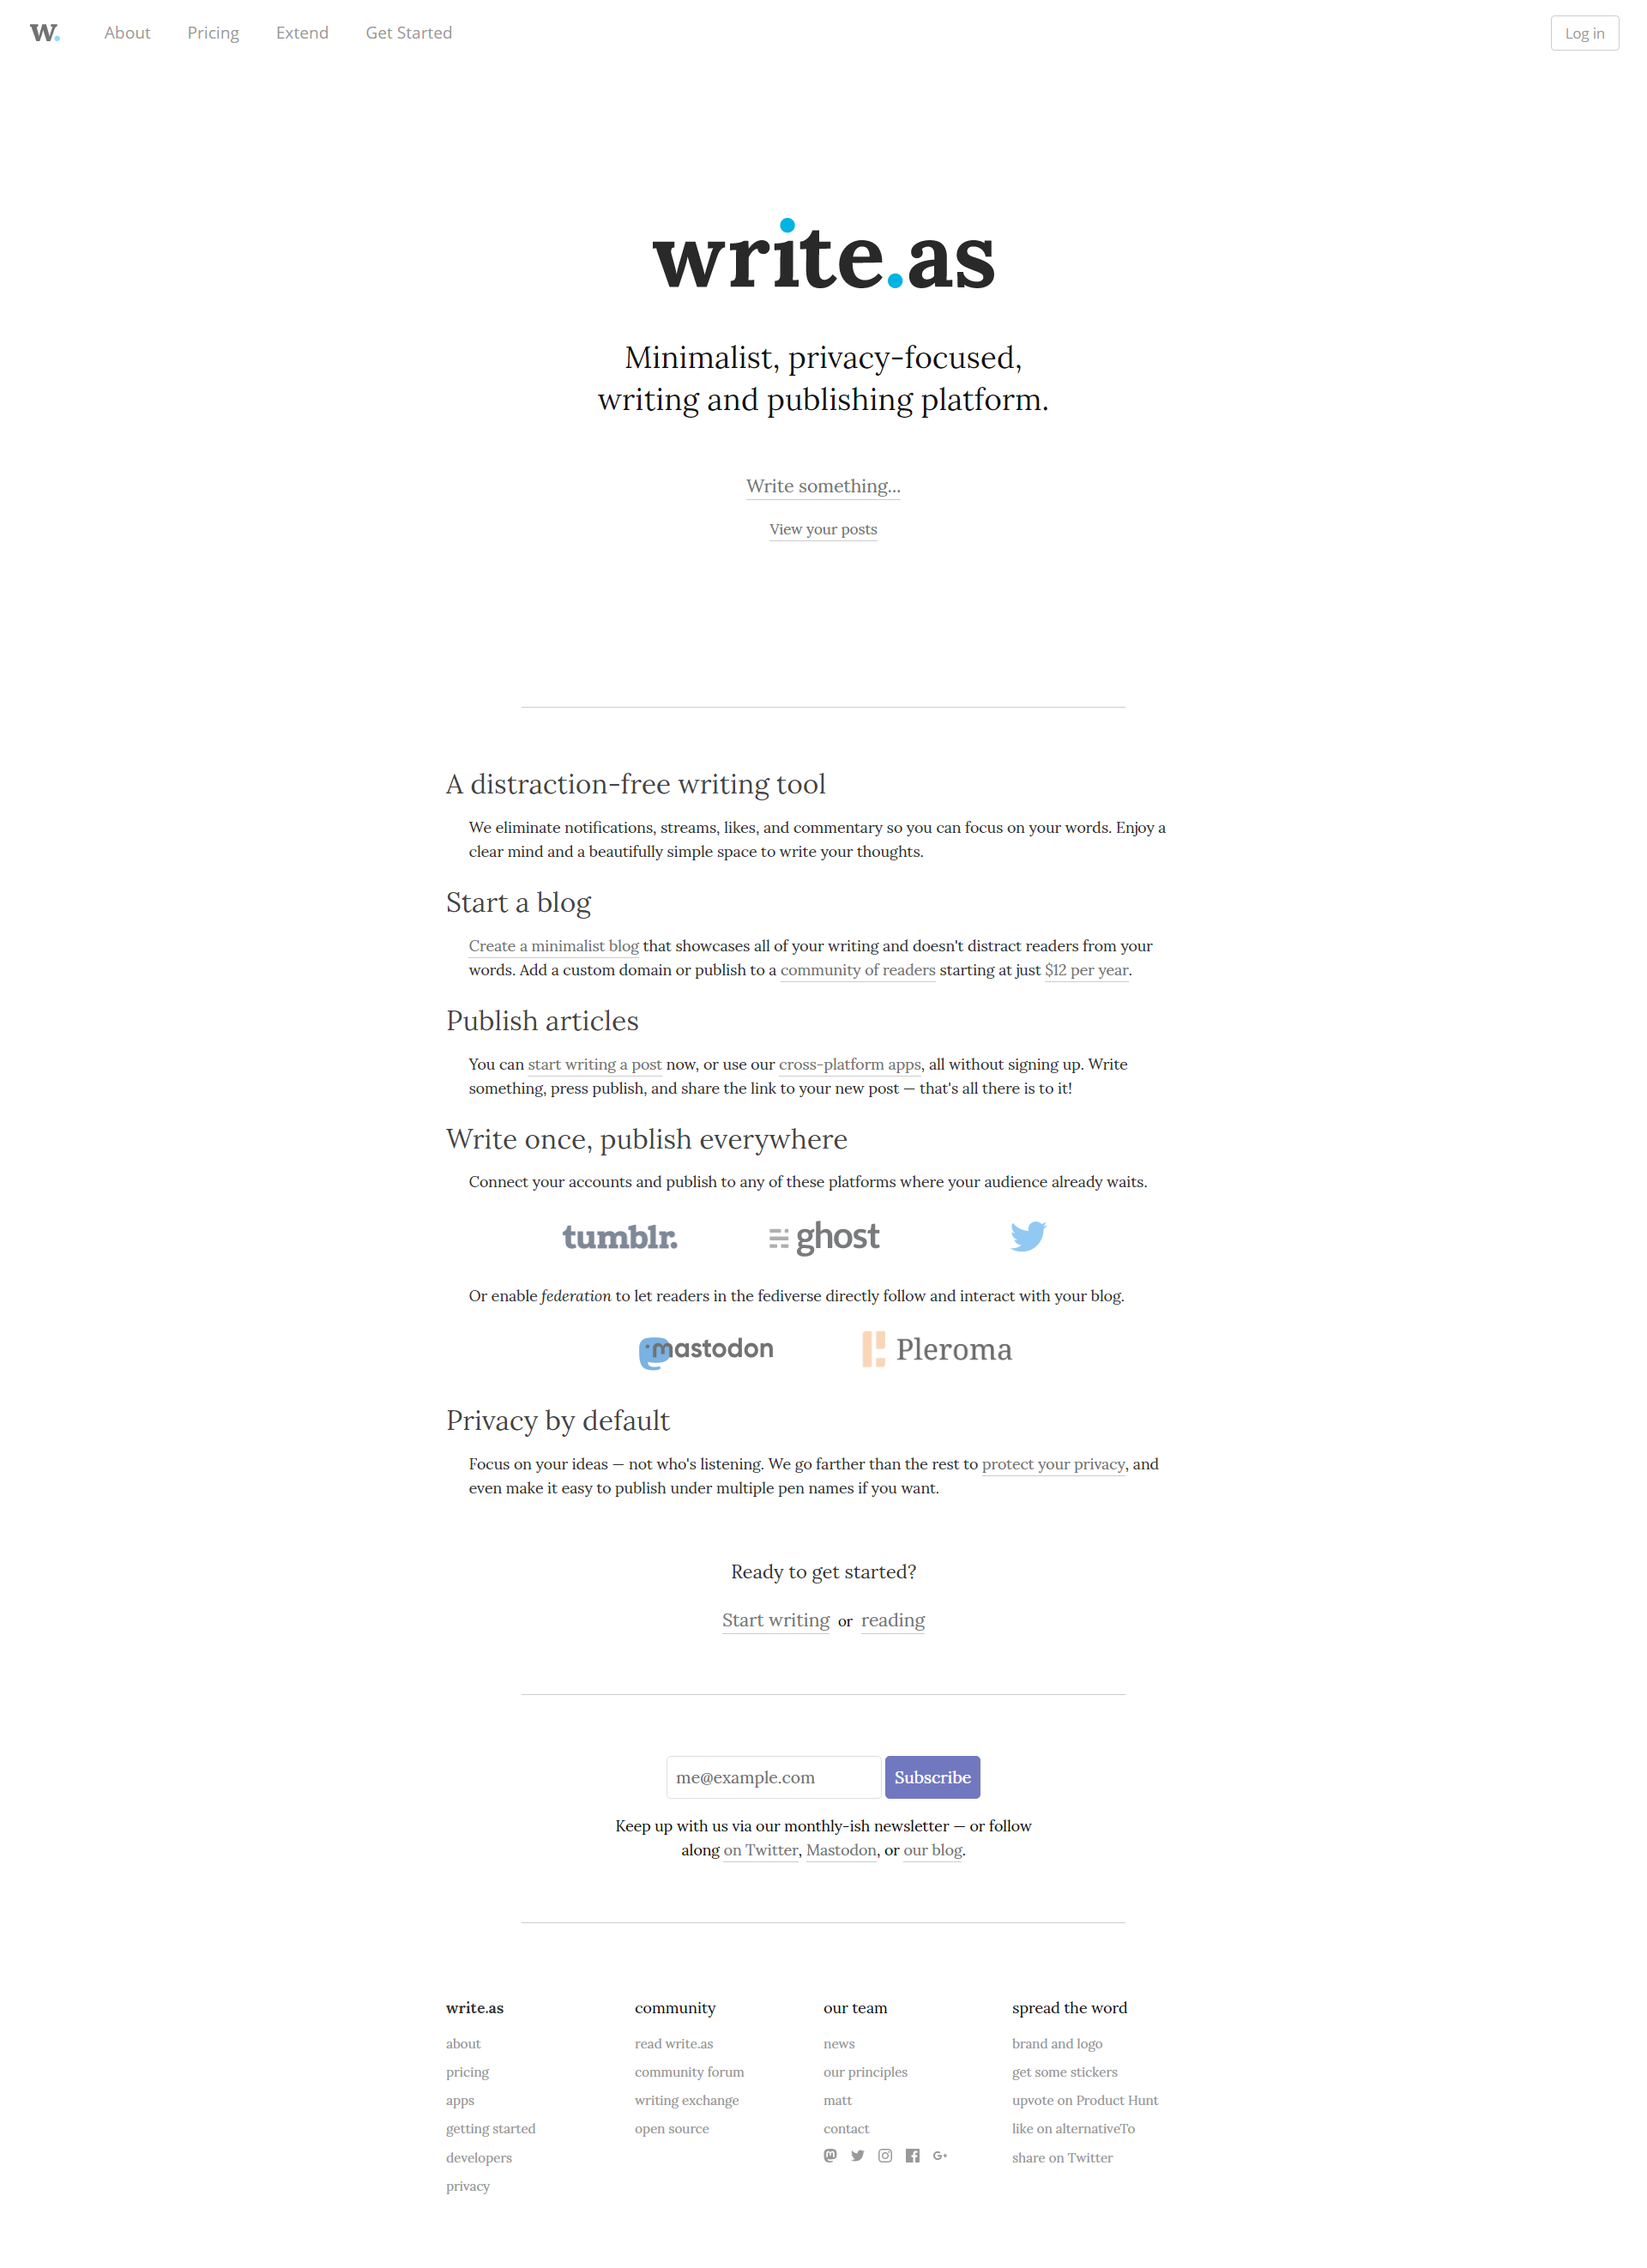 w.
About
Pricing
Extend
Get Started
Log in
write.as
Minimalist, privacy-focused,
writing and publishing platform.
Write something...
View your posts
A distraction-free writing tool
We eliminate notifications, streams, likes, and commentary so you can focus on your words. Enjoy a
clear mind and a beautifully simple space to write your thoughts.
Start a blog
Create a minimalist blog that showcases all of your writing and doesn't distract readers from your
words. Add a custom domain or publish to a community of readers starting at just $12 per year.
Publish articles
You can start writing a post now, or use our cross-platform apps, all without signing up. Write
something, press publish, and share the link to your new post — that's all there is to it!
Write once, publish everywhere
Connect your accounts and publish to any of these platforms where your audience already waits.
tumblr.
ghost
Or enable federation to let readers in the fediverse directly follow and interact with your blog.
mastodon
Pleroma
Privacy by default
Focus on your ideas — not who's listening. We go farther than the rest to protect your privacy, and
even make it easy to publish under multiple pen names if you want.
Ready to get started?
Start writing or reading
me@example.com
Subscribe
Keep up with us via our monthly-ish newsletter — or follow
along on Twitter, Mastodon, or our blog.
write.as
about
pricing
apps
getting started
developers
privacy
community
read write.as
community forum
writing exchange
open source
our team
news
our principles
matt
contact
G+
spread the word
brand and logo
get some stickers
upvote on Product Hunt
like on alternativeTo
share on Twitter